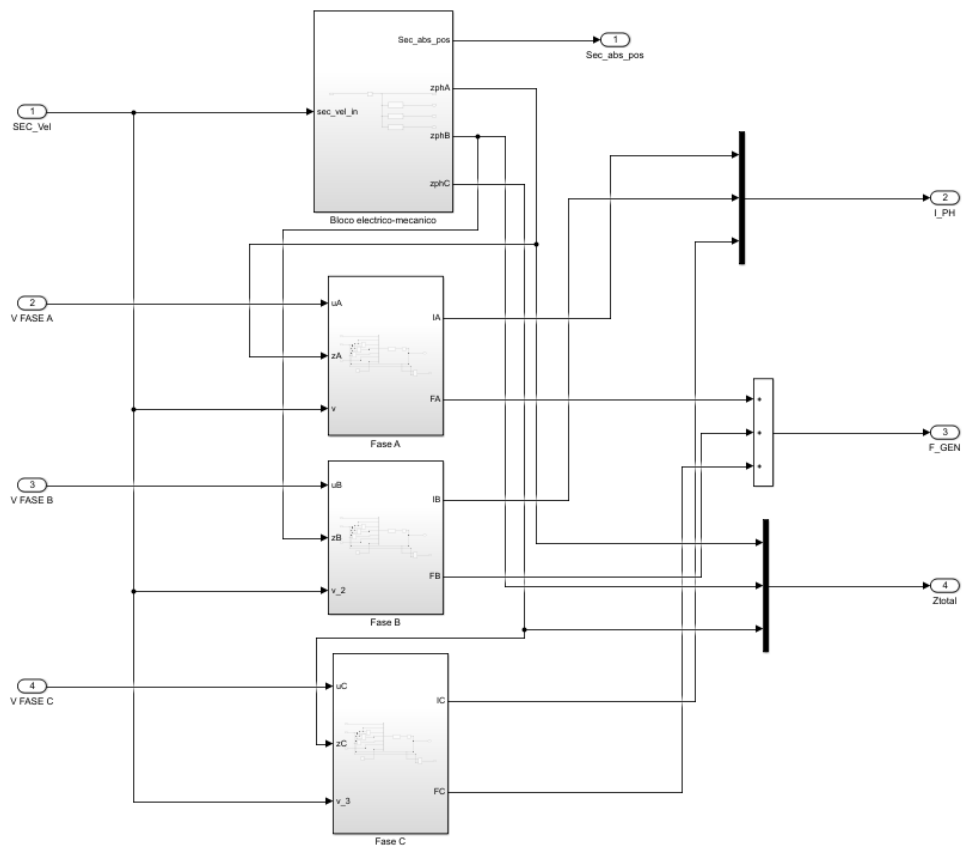 Sec_abs_pos
1
Sec_abs_pos
zphA
1
SEC_Vel
sec_vel_in
zphB
zphC
Bloco electrico-mecanico
2
I_PH
2
V FASE A
uA
IA
zA
FA
v
Fase A
3
F_GEN
3
V FASE B
uB
IB
zB
FB
v_2
Fase B
4
Ztotal
4
V FASE C
uC
IC
zC
FC
v_3
Fase C